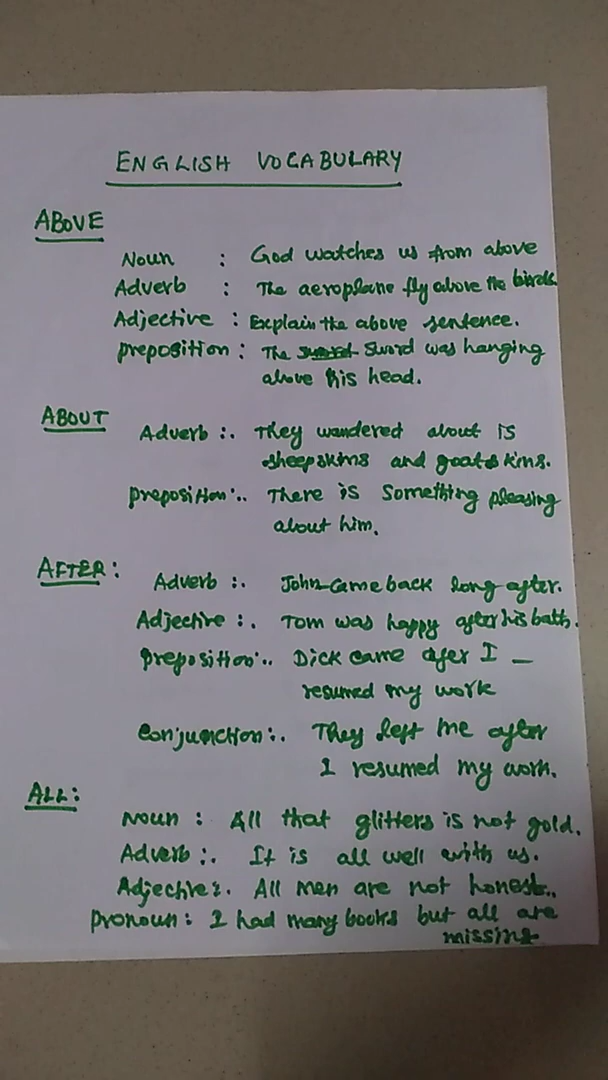 ENGLISH VOCABULARY
ABOVE
Noun : God watches us from above
Adverb : The aeroplane fly above the birds.
Adjective : Explain the above sentence.
preposition : The Sword was hanging
above his head.
ABOUT
Adverb :. They wandered about is
sheepskins and goatskins.
preposition :. There is Something pleasing
about him.
AFTER :
Adverb :. John came back long after.
Adjective :. Tom was happy after his bath.
preposition :. Dick came after I –
resumed my work
conjunction :. They left me after
I resumed my work.
ALL :
Noun : All that glitters is not gold.
Adverb :. It is all well with us.
Adjective :. All men are not honest..
pronoun : I had many books but all are
missing